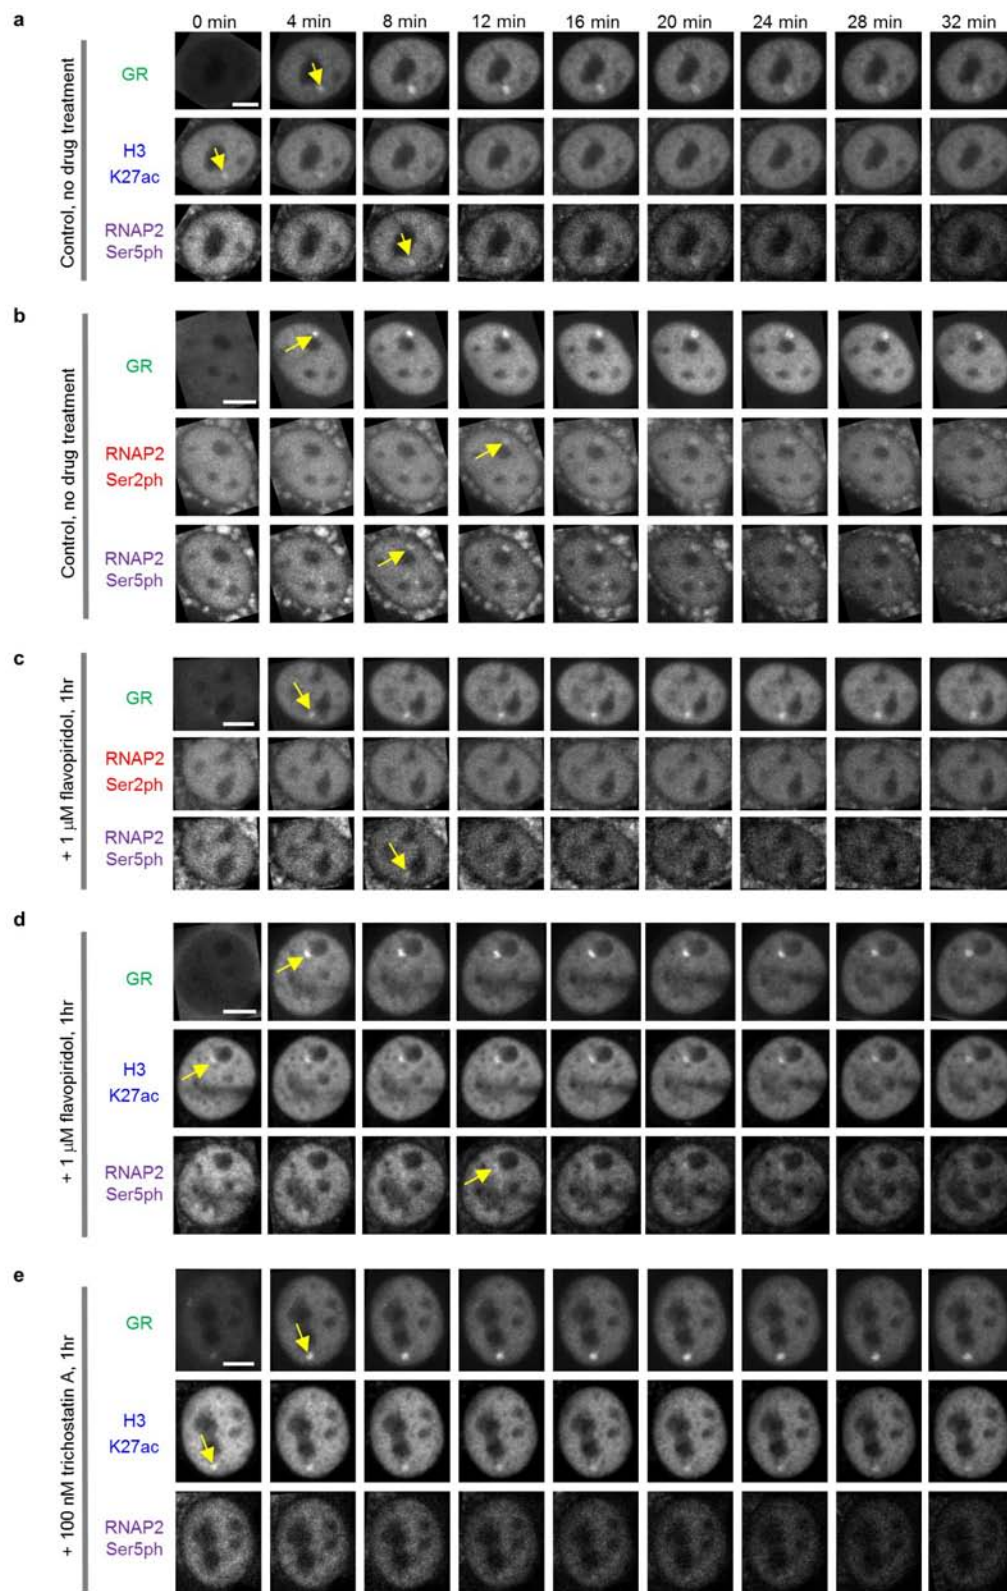 a
0 min 4 min 8 min 12 min 16 min 20 min 24 min 28 min 32 min
Control, no drug treatment
GR
H3
K27ac
RNAP2
Ser5ph
b
Control, no drug treatment
GR
RNAP2
Ser2ph
RNAP2
Ser5ph
c
+ 1 μM flavopiridol, 1hr
GR
RNAP2
Ser2ph
RNAP2
Ser5ph
d
+ 1 μM flavopiridol, 1hr
GR
H3
K27ac
RNAP2
Ser5ph
e
+ 100 nM trichostatin A, 1hr
GR
H3
K27ac
RNAP2
Ser5ph